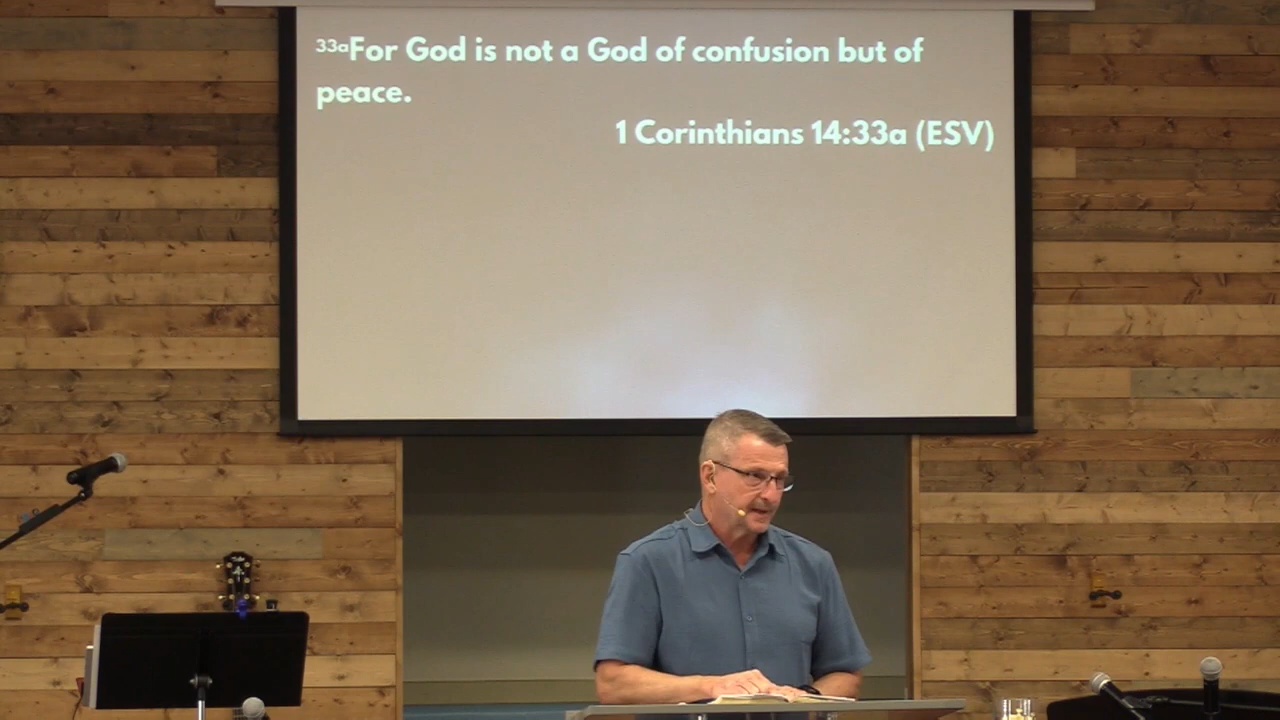 33aFor God is not a God of confusion but of
peace.
1 Corinthians 14:33a (ESV)